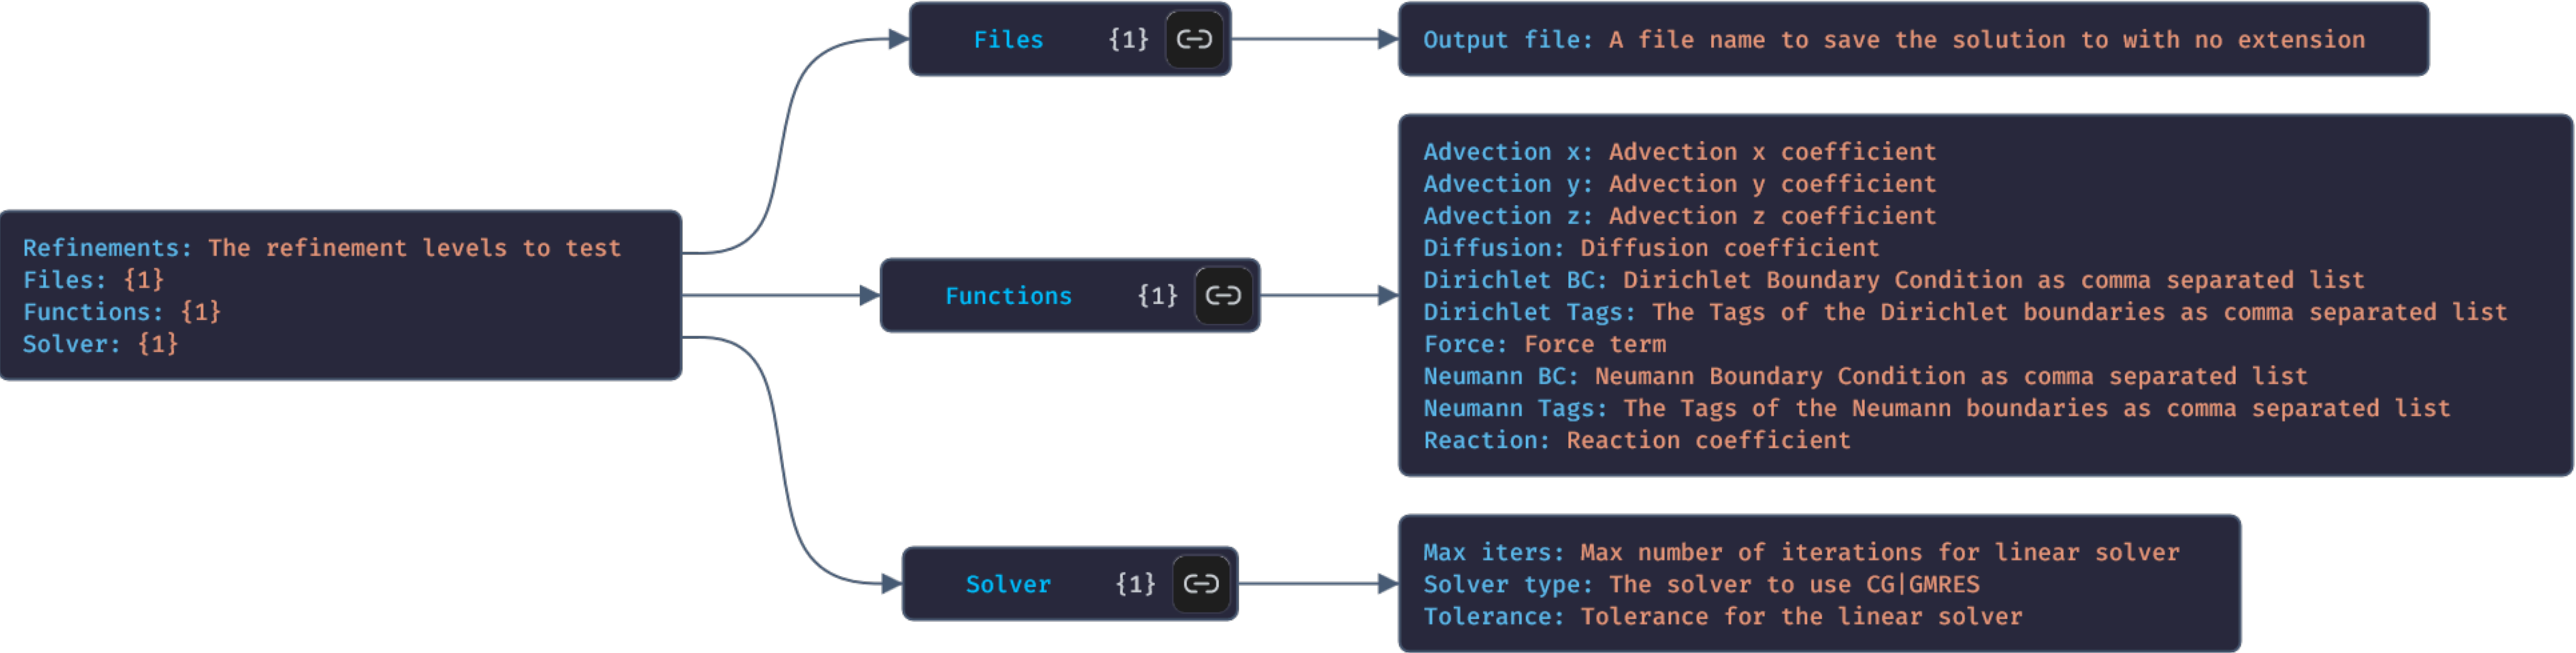 Refinements: The refinement levels to test
Files: {1}
Functions: {1}
Solver: {1}
Files {1}
Output file: A file name to save the solution to with no extension
Functions {1}
Advection x: Advection x coefficient
Advection y: Advection y coefficient
Advection z: Advection z coefficient
Diffusion: Diffusion coefficient
Dirichlet BC: Dirichlet Boundary Condition as comma separated list
Dirichlet Tags: The Tags of the Dirichlet boundaries as comma separated list
Force: Force term
Neumann BC: Neumann Boundary Condition as comma separated list
Neumann Tags: The Tags of the Neumann boundaries as comma separated list
Reaction: Reaction coefficient
Solver {1}
Max iters: Max number of iterations for linear solver
Solver type: The solver to use CG|GMRES
Tolerance: Tolerance for the linear solver